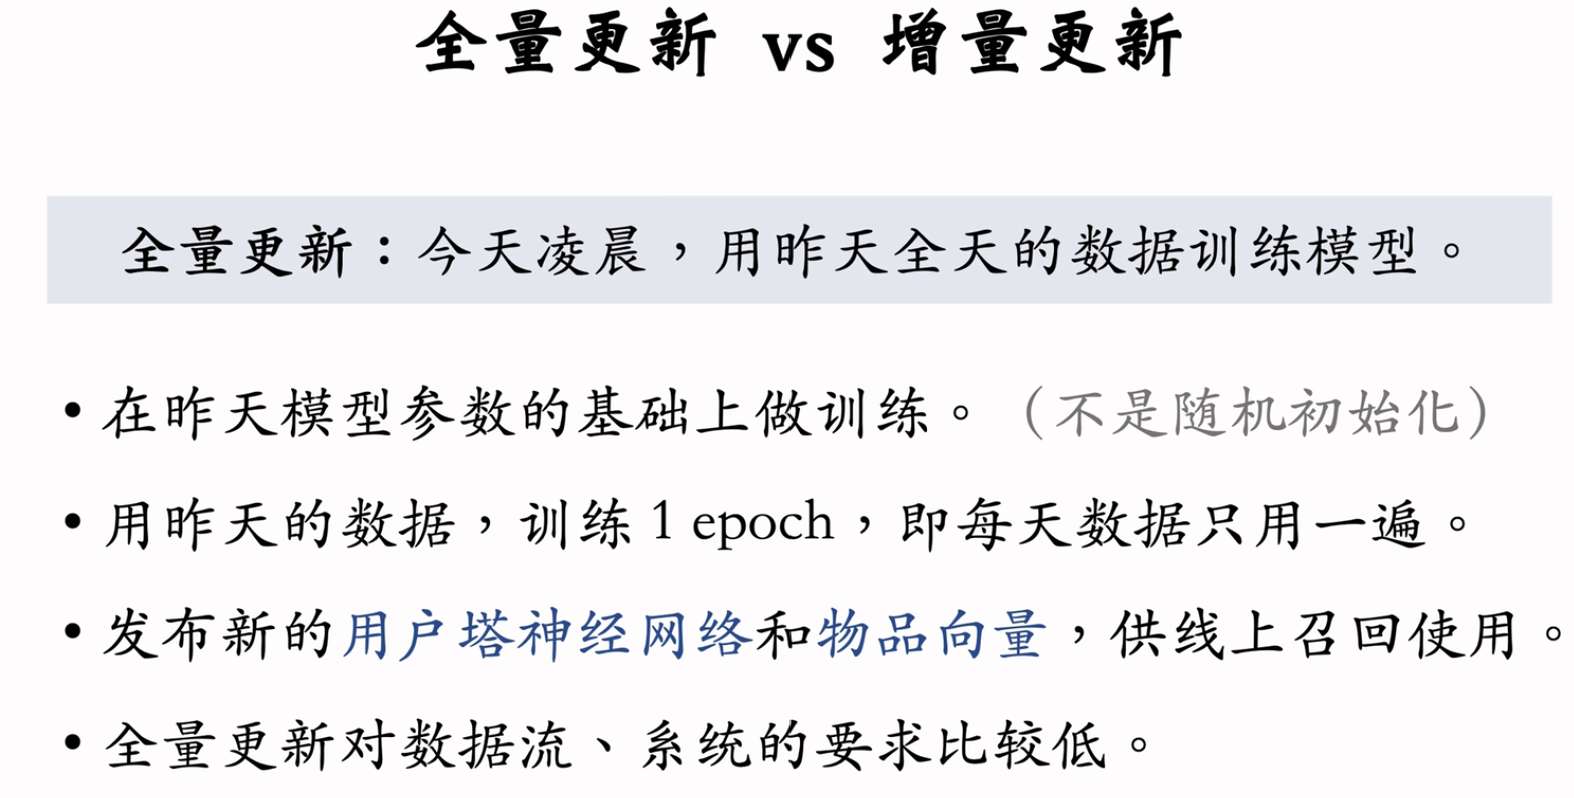 全量更新 vs 增量更新
全量更新：今天凌晨，用昨天全天的数据训练模型。
• 在昨天模型参数的基础上做训练。（不是随机初始化）
• 用昨天的数据，训练 1 epoch，即每天数据只用一遍。
• 发布新的用户塔神经网络和物品向量，供线上召回使用。
• 全量更新对数据流、系统的要求比较低。